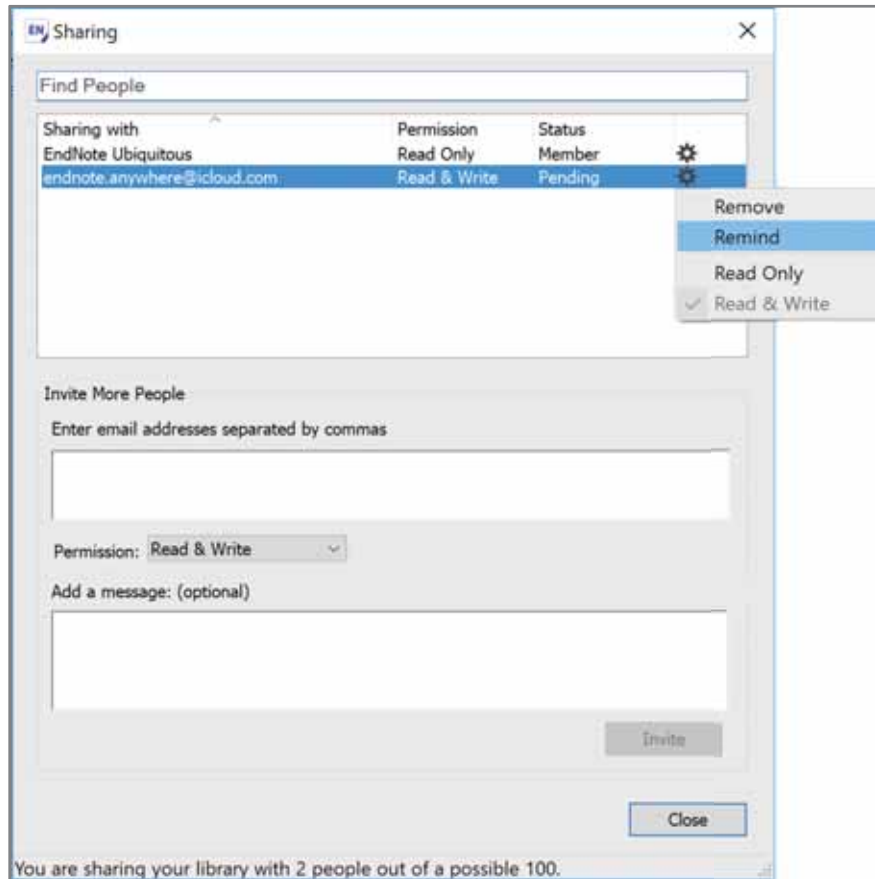 EN Sharing
Find People
Sharing with Permission Status
EndNote Ubiquitous Read Only Member
endnote.anywhere@icloud.com Read & Write Pending
Remove
Remind
Read Only
Read & Write
Invite More People
Enter email addresses separated by commas
Permission: Read & Write
Add a message: (optional)
Invite
Close
You are sharing your library with 2 people out of a possible 100.